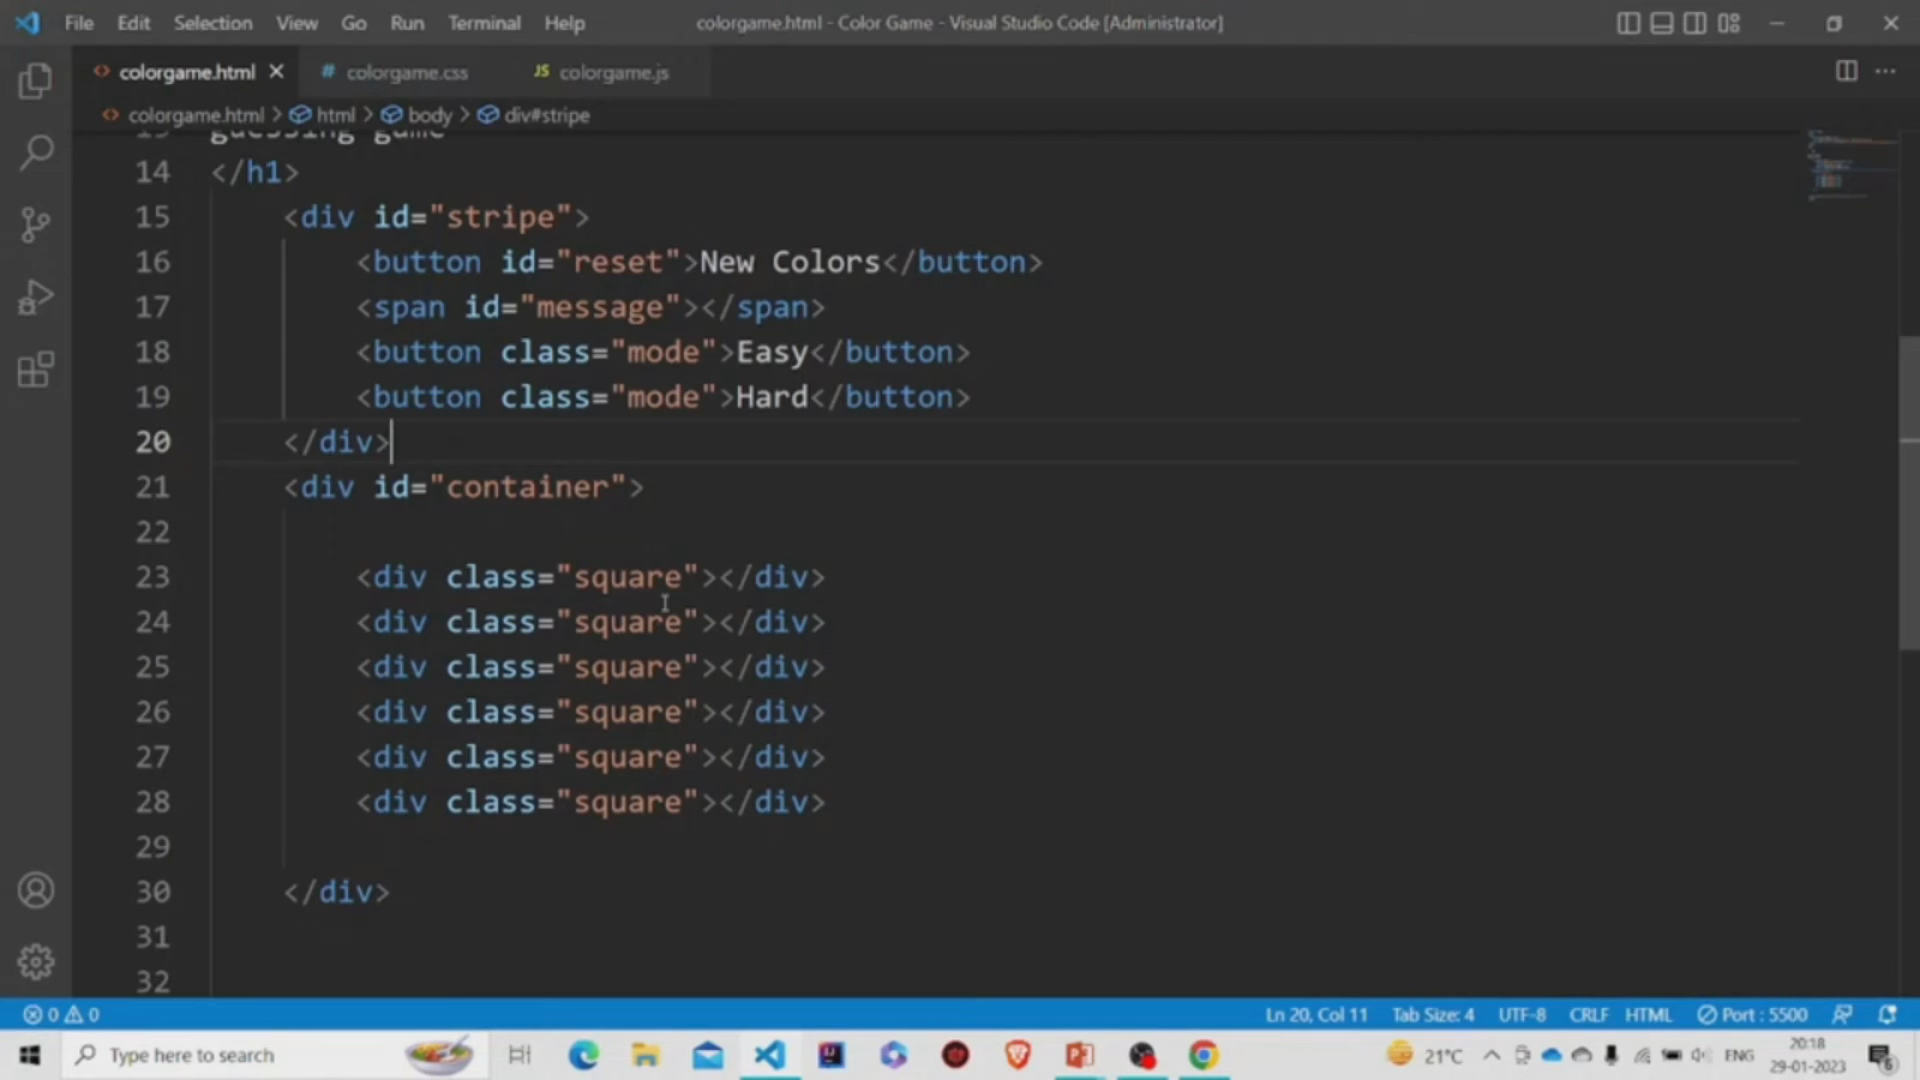 File Edit Selection View Go Run Terminal Help colorgame.html - Color Game - Visual Studio Code [Administrator]
colorgame.html # colorgame.css JS colorgame.js
colorgame.html > html > body > div#stripe
guessing game
14 </h1>
15 <div id="stripe">
16 <button id="reset">New Colors</button>
17 <span id="message"></span>
18 <button class="mode">Easy</button>
19 <button class="mode">Hard</button>
20 </div>
21 <div id="container">
22
23 <div class="square"></div>
24 <div class="square"></div>
25 <div class="square"></div>
26 <div class="square"></div>
27 <div class="square"></div>
28 <div class="square"></div>
29
30 </div>
31
32
0 0 Ln 20, Col 11 Tab Size: 4 UTF-8 CRLF HTML Port : 5500
Type here to search 21°C ENG 20:18
29-01-2023 6